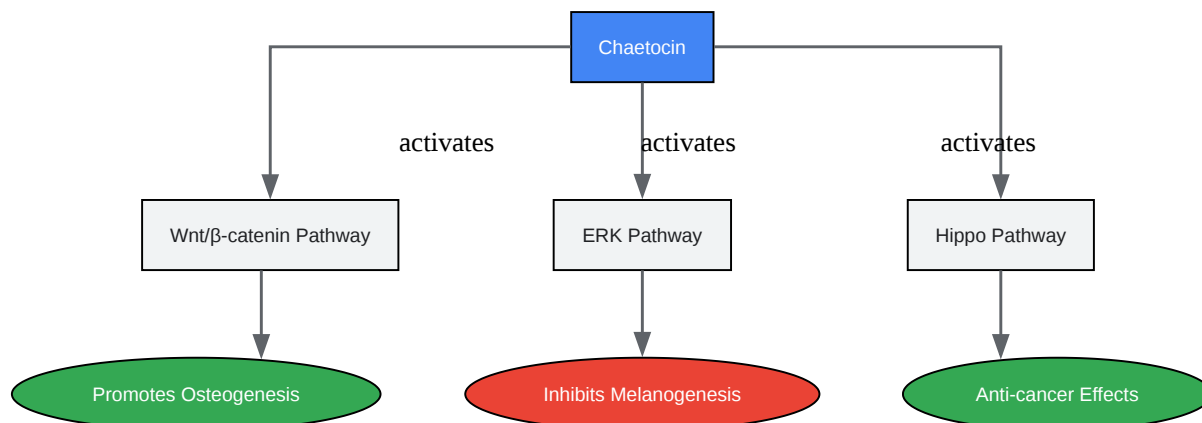 Chaetocin
activates
activates
activates
Wnt/β-catenin Pathway
ERK Pathway
Hippo Pathway
Promotes Osteogenesis
Inhibits Melanogenesis
Anti-cancer Effects